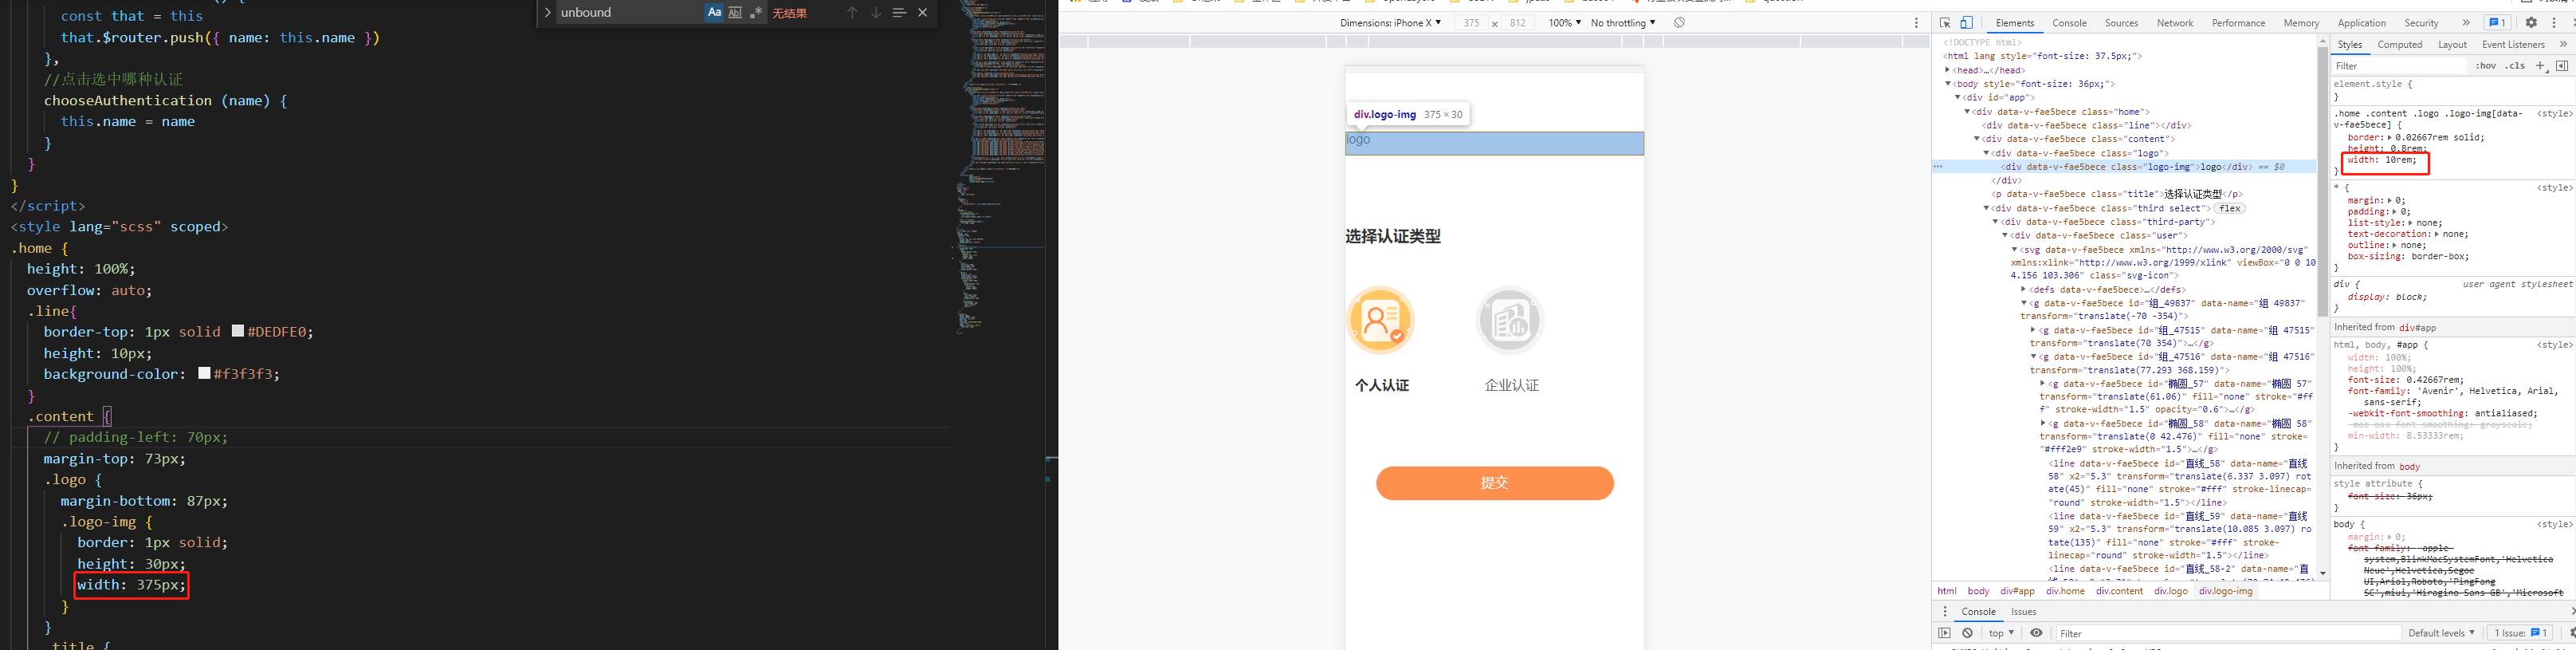 const that = this
that.$router.push({ name: this.name })
},
//点击选中哪种认证
chooseAuthentication (name) {
this.name = name
}
}
}
</script>
<style lang="scss" scoped>
.home {
height: 100%;
overflow: auto;
.line{
border-top: 1px solid #DEDFE0;
height: 10px;
background-color: #f3f3f3;
}
.content {
// padding-left: 70px;
margin-top: 73px;
.logo {
margin-bottom: 87px;
.logo-img {
border: 1px solid;
height: 30px;
width: 375px;
}
}
.title {
unbound
Aa
Abl
.*
无结果
Dimensions: iPhone X
375 × 812
100%
No throttling
div.logo-img 375 × 30
logo
选择认证类型
个人认证
企业认证
提交
Elements Console Sources Network Performance Memory Application Security
1
<!DOCTYPE html>
<html lang style="font-size: 37.5px;">
<head>…</head>
<body style="font-size: 36px;">
<div id="app">
<div data-v-fae5bece class="home">
<div data-v-fae5bece class="line"></div>
<div data-v-fae5bece class="content">
<div data-v-fae5bece class="logo">
<div data-v-fae5bece class="logo-img">logo</div> == $0
</div>
<p data-v-fae5bece class="title">选择认证类型</p>
<div data-v-fae5bece class="third select"> flex
<div data-v-fae5bece class="third-party">
<div data-v-fae5bece class="user">
<svg data-v-fae5bece xmlns="http://www.w3.org/2000/svg"
xmlns:xlink="http://www.w3.org/1999/xlink" viewBox="0 0 10
4.156 103.306" class="svg-icon">
<defs data-v-fae5bece>…</defs>
<g data-v-fae5bece id="组_49837" data-name="组 49837"
transform="translate(-70 -354)">
<g data-v-fae5bece id="组_47515" data-name="组 47515"
transform="translate(70 354)">…</g>
<g data-v-fae5bece id="组_47516" data-name="组 47516"
transform="translate(77.293 368.159)">
<g data-v-fae5bece id="椭圆_57" data-name="椭圆 57"
transform="translate(61.06)" fill="none" stroke="#ff
f" stroke-width="1.5" opacity="0.6">…</g>
<g data-v-fae5bece id="椭圆_58" data-name="椭圆 58"
transform="translate(0 42.476)" fill="none" stroke=
"#fff2e9" stroke-width="1.5">…</g>
<line data-v-fae5bece id="直线_58" data-name="直线
58" x2="5.3" transform="translate(6.337 3.097) rot
ate(45)" fill="none" stroke="#fff" stroke-linecap=
"round" stroke-width="1.5"></line>
<line data-v-fae5bece id="直线_59" data-name="直线
59" x2="5.3" transform="translate(10.085 3.097) ro
tate(135)" fill="none" stroke="#fff" stroke-
linecap="round" stroke-width="1.5"></line>
<line data-v-fae5bece id="直线_58-2" data-name="直
html body div#app div.home div.content div.logo div.logo-img
Console Issues
top
Filter
Default levels
1 Issue: 1
Styles Computed Layout Event Listeners
Filter
:hov .cls
element.style {
}
.home .content .logo .logo-img[data- <style>
v-fae5bece] {
border: 0.02667rem solid;
height: 0.8rem;
width: 10rem;
}
* { <style>
margin: 0;
padding: 0;
list-style: none;
text-decoration: none;
outline: none;
box-sizing: border-box;
}
div { user agent stylesheet
display: block;
}
Inherited from div#app
html, body, #app { <style>
width: 100%;
height: 100%;
font-size: 0.42667rem;
font-family: 'Avenir', Helvetica, Arial,
sans-serif;
-webkit-font-smoothing: antialiased;
-moz-osx-font-smoothing: grayscale;
min-width: 8.53333rem;
}
Inherited from body
style attribute {
font-size: 36px;
}
body { <style>
margin: 0;
font-family: -apple-
system,BlinkMacSystemFont,'Helvetica
Neue',Helvetica,Segoe
UI,Arial,Roboto,'PingFang
SC',miui,'Hiragino Sans GB','Microsoft